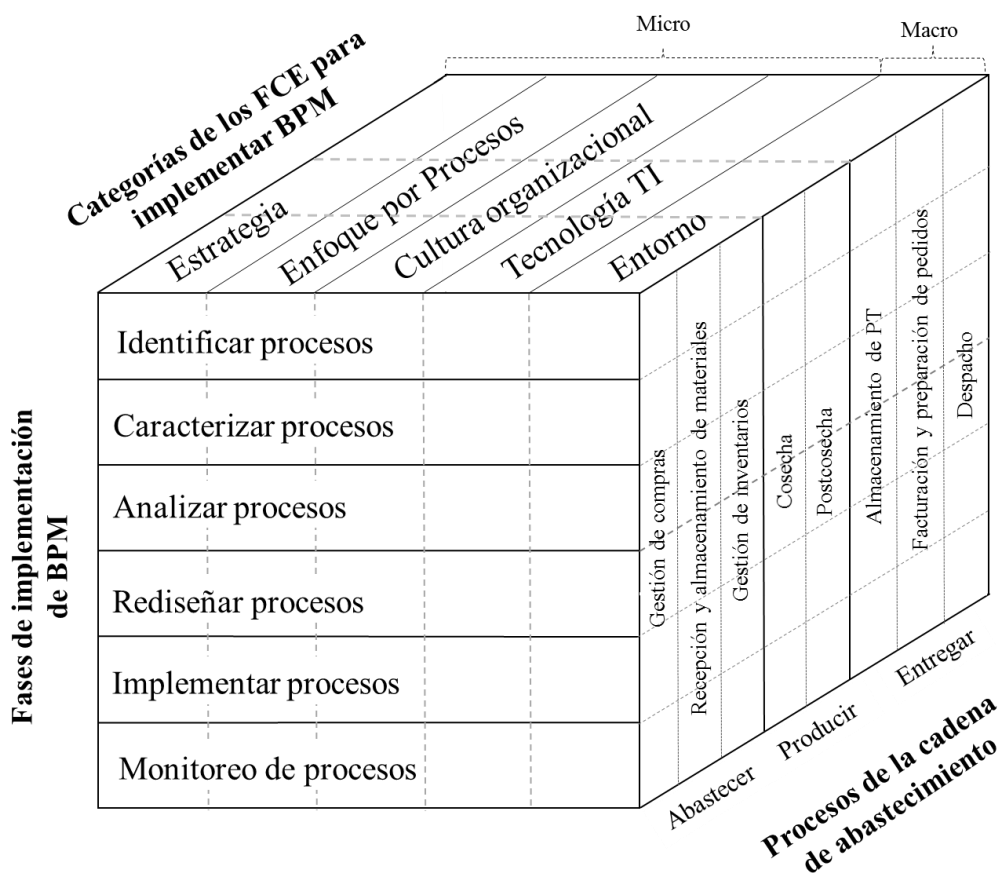 Micro
Macro
Categorías de los FCE para
implementar BPM
Estrategia
Enfoque por Procesos
Cultura organizacional
Tecnología TI
Entorno
Fases de implementación
de BPM
Identificar procesos
Caracterizar procesos
Analizar procesos
Rediseñar procesos
Implementar procesos
Monitoreo de procesos
Gestión de compras
Recepción y almacenamiento de materiales
Gestión de inventarios
Cosecha
Postcosecha
Almacenamiento de PT
Facturación y preparación de pedidos
Despacho
Abastecer
Producir
Entregar
Procesos de la cadena
de abastecimiento